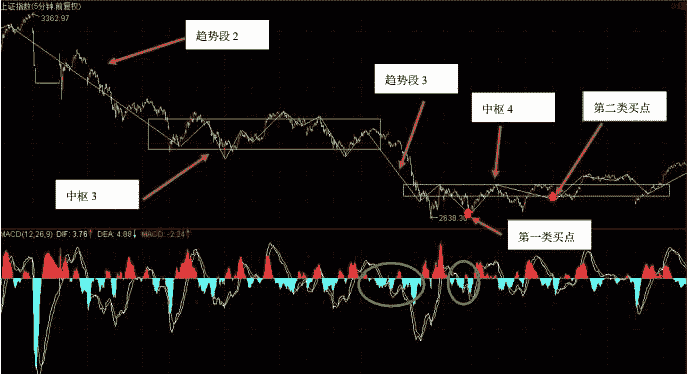 上证指数(5分钟.前复权)
3362.97
趋势段2
趋势段3
中枢4
第二类买点
中枢3
2638.30
第一类买点
MACD(12,26,9) DIF: 3.76↑ DEA: 4.88↓ MACD: -2.24↑